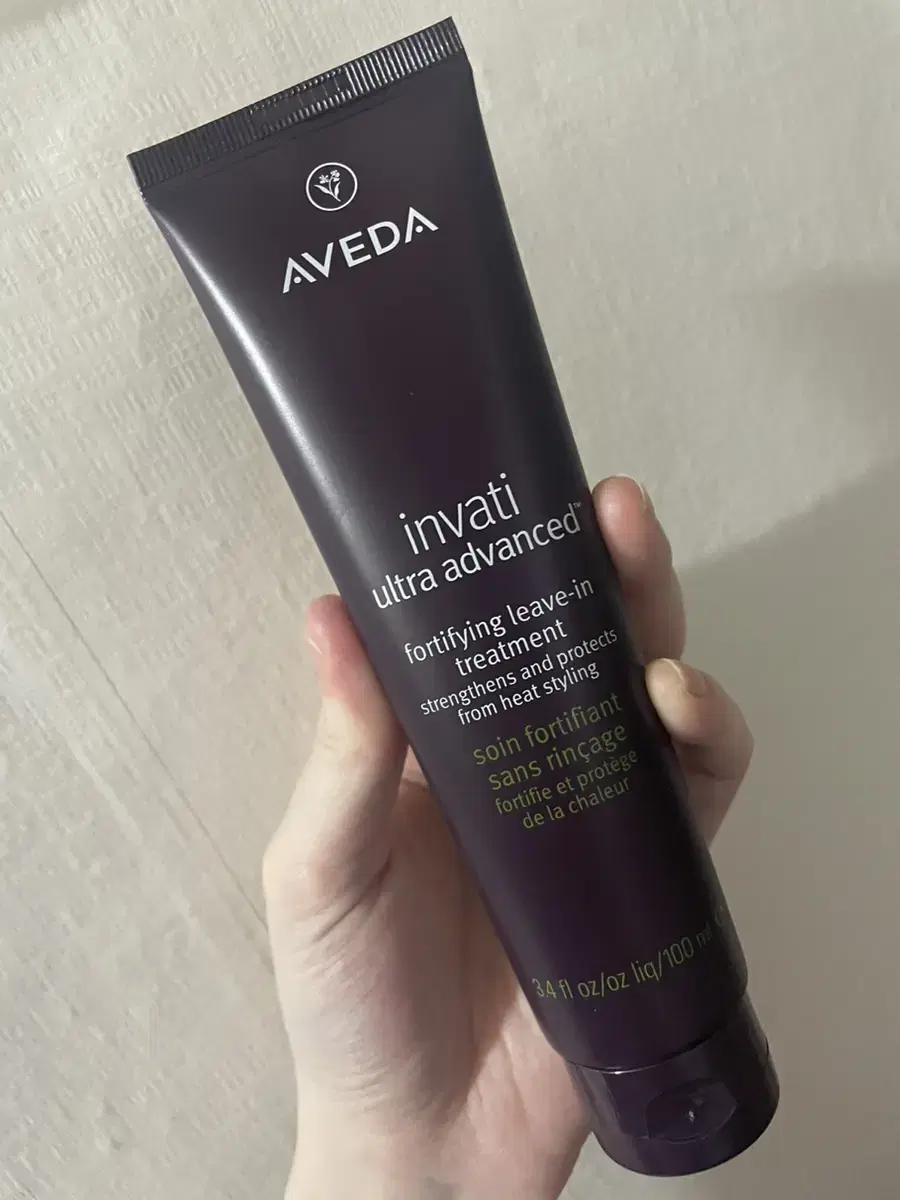 AVEDA
invati
ultra advanced™
fortifying leave-in
treatment
strengthens and protects
from heat styling
soin fortifiant
sans rinçage
fortifie et protège
de la chaleur
3.4 fl oz/oz liq/100 ml